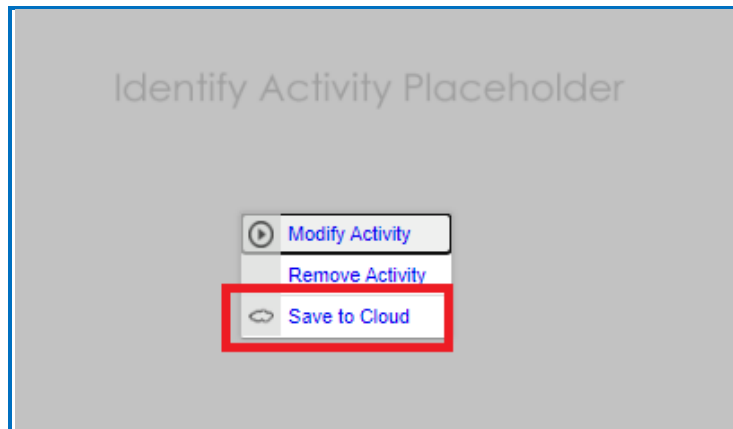 Identify Activity Placeholder
Modify Activity
Remove Activity
Save to Cloud